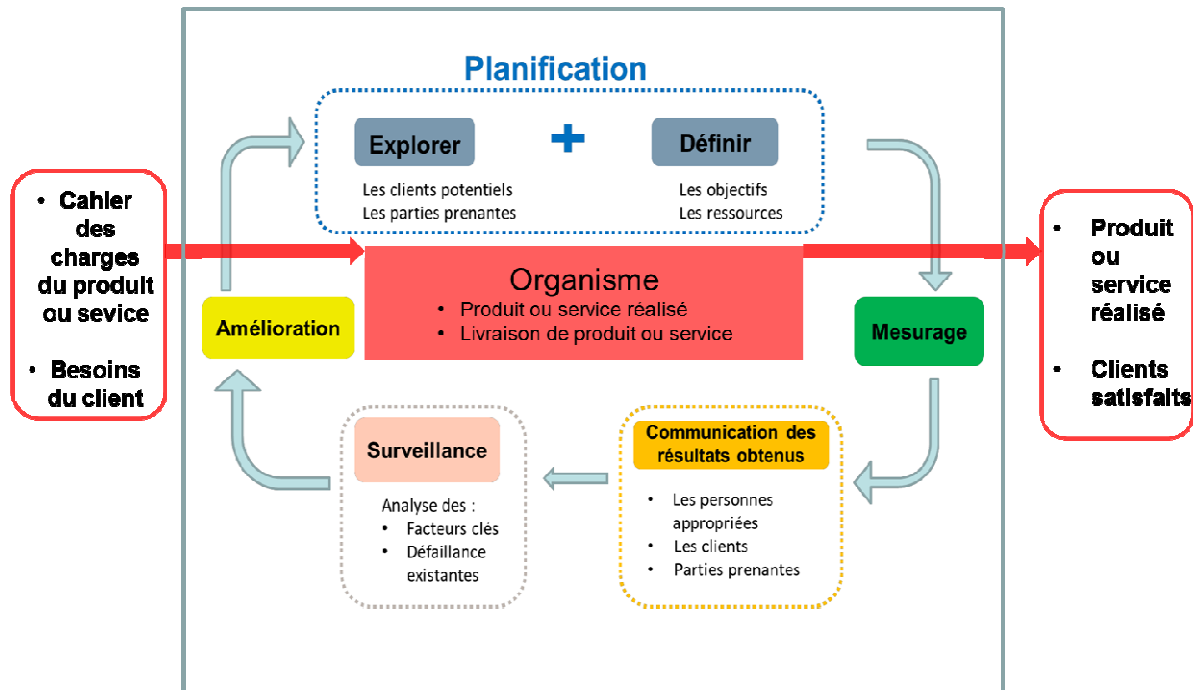 Planification
Explorer
+
Définir
Les clients potentiels
Les parties prenantes
Les objectifs
Les ressources
• Cahier
des
charges
du produit
ou sevice
• Besoins
du client
Organisme
• Produit ou service réalisé
• Livraison de produit ou service
• Produit
ou
service
réalisé
• Clients
satisfaits
Amélioration
Mesurage
Surveillance
Analyse des :
• Facteurs clés
• Défaillance
existantes
Communication des
résultats obtenus
• Les personnes
appropriées
• Les clients
• Parties prenantes